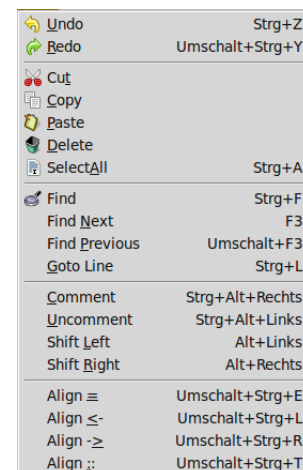 Undo Strg+Z
Redo Umschalt+Strg+Y
Cut
Copy
Paste
Delete
SelectAll Strg+A
Find Strg+F
Find Next F3
Find Previous Umschalt+F3
Goto Line Strg+L
Comment Strg+Alt+Rechts
Uncomment Strg+Alt+Links
Shift Left Alt+Links
Shift Right Alt+Rechts
Align = Umschalt+Strg+E
Align <- Umschalt+Strg+L
Align -> Umschalt+Strg+R
Align :: Umschalt+Strg+T